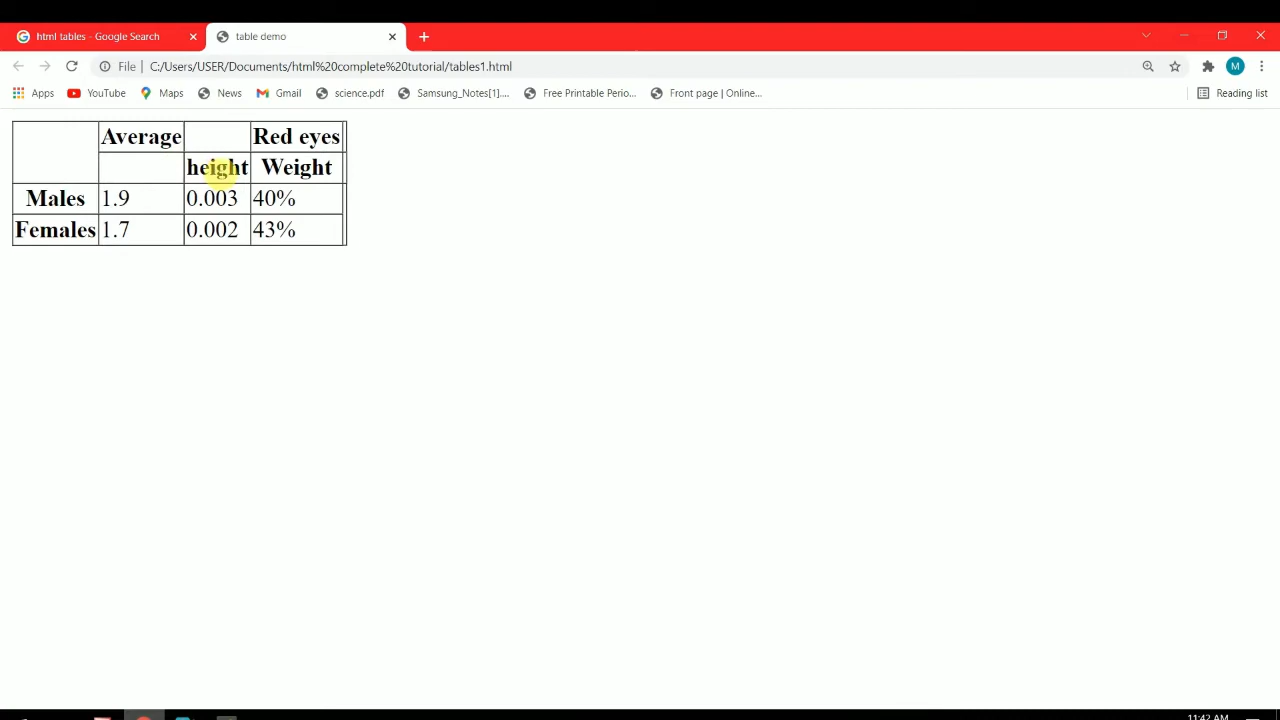 html tables - Google Search
table demo
File
C:/Users/USER/Documents/html%20complete%20tutorial/tables1.html
M
Apps
YouTube
Maps
News
Gmail
science.pdf
Samsung_Notes[1]....
Free Printable Perio...
Front page | Online...
Reading list
Average Red eyes
height Weight
Males 1.9 0.003 40%
Females 1.7 0.002 43%
11:42 AM